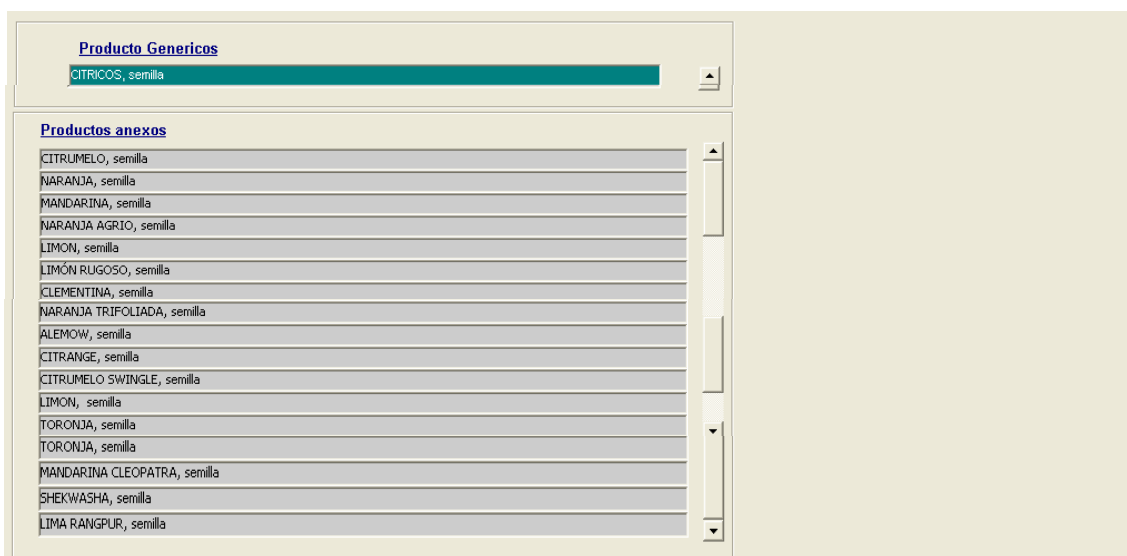 Producto Genericos
CITRICOS, semilla
Productos anexos
CITRUMELO, semilla
NARANJA, semilla
MANDARINA, semilla
NARANJA AGRIO, semilla
LIMON, semilla
LIMÓN RUGOSO, semilla
CLEMENTINA, semilla
NARANJA TRIFOLIADA, semilla
ALEMOW, semilla
CITRANGE, semilla
CITRUMELO SWINGLE, semilla
LIMON, semilla
TORONJA, semilla
TORONJA, semilla
MANDARINA CLEOPATRA, semilla
SHEKWASHA, semilla
LIMA RANGPUR, semilla